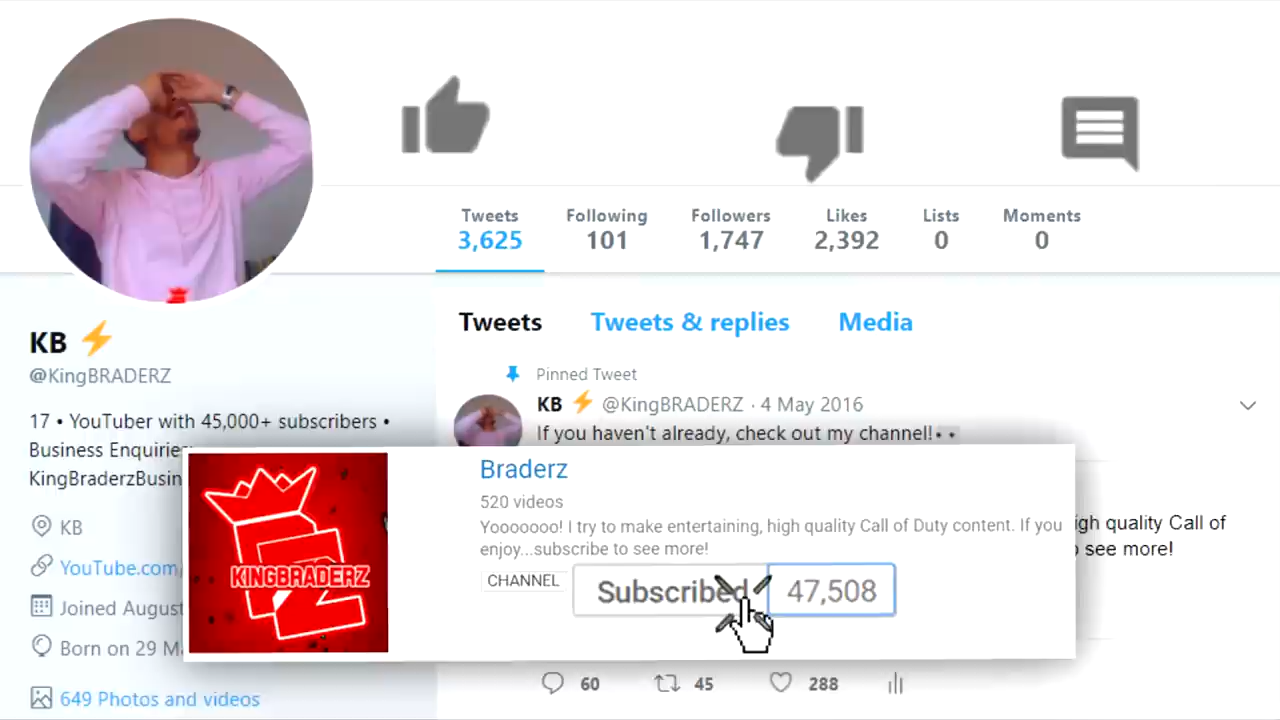 Tweets Following Followers Likes Lists Moments
3,625 101 1,747 2,392 0 0
KB ⚡
@KingBRADERZ
17 • YouTuber with 45,000+ subscribers •
Business Enquiries
KingBraderzBusin
KB
YouTube.com
Joined August
Born on 29 M
649 Photos and videos
Tweets Tweets & replies Media
Pinned Tweet
KB ⚡ @KingBRADERZ · 4 May 2016
If you haven't already, check out my channel!
igh quality Call of
see more!
KINGBRADERZ
Braderz
520 videos
Yooooooo! I try to make entertaining, high quality Call of Duty content. If you
enjoy...subscribe to see more!
CHANNEL Subscribed 47,508
60 45 288